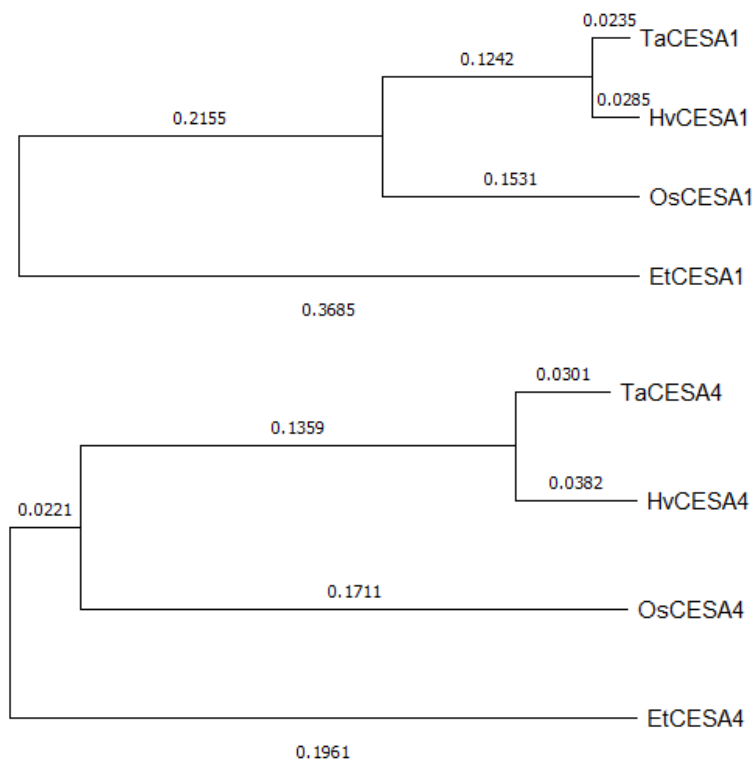 0.0235
TaCESA1
0.1242
0.0285
HvCESA1
0.2155
0.1531
OsCESA1
EtCESA1
0.3685
0.0301
TaCESA4
0.1359
0.0382
HvCESA4
0.0221
0.1711
OsCESA4
EtCESA4
0.1961